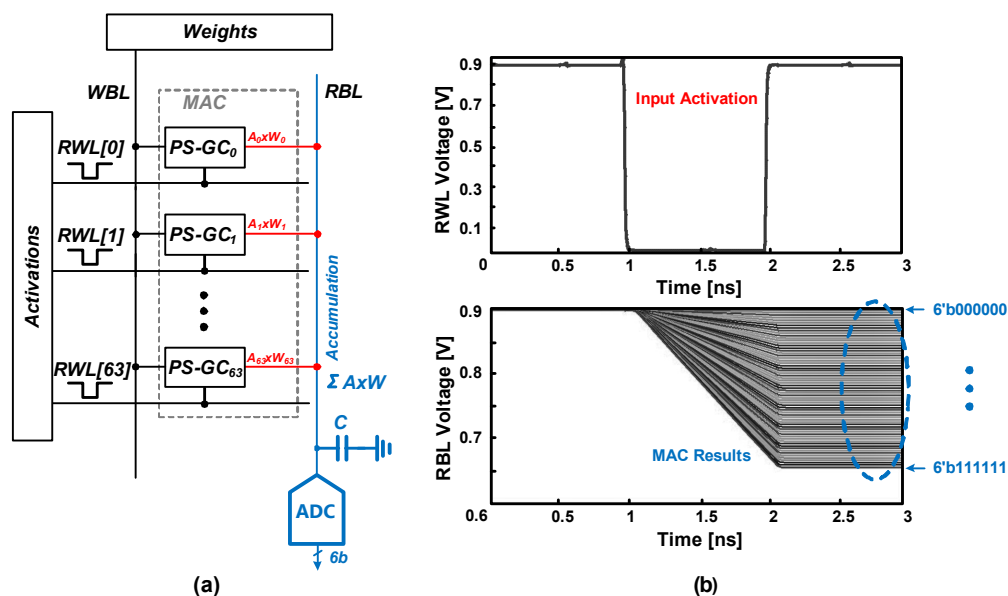 Weights
WBL
MAC
RBL
Activations
RWL[0]
PS-GC0
A0xW0
RWL[1]
PS-GC1
A1xW1
Accumulation
RWL[63]
PS-GC63
A63xW63
Σ AxW
C
ADC
6b
(a)
RWL Voltage [V]
0.9
0.7
0.5
0.3
0.1
Input Activation
0 0.5 1 1.5 2 2.5 3
Time [ns]
RBL Voltage [V]
0.9
0.8
0.7
0.6
MAC Results
6'b000000
6'b111111
0 0.5 1 1.5 2 2.5 3
Time [ns]
(b)